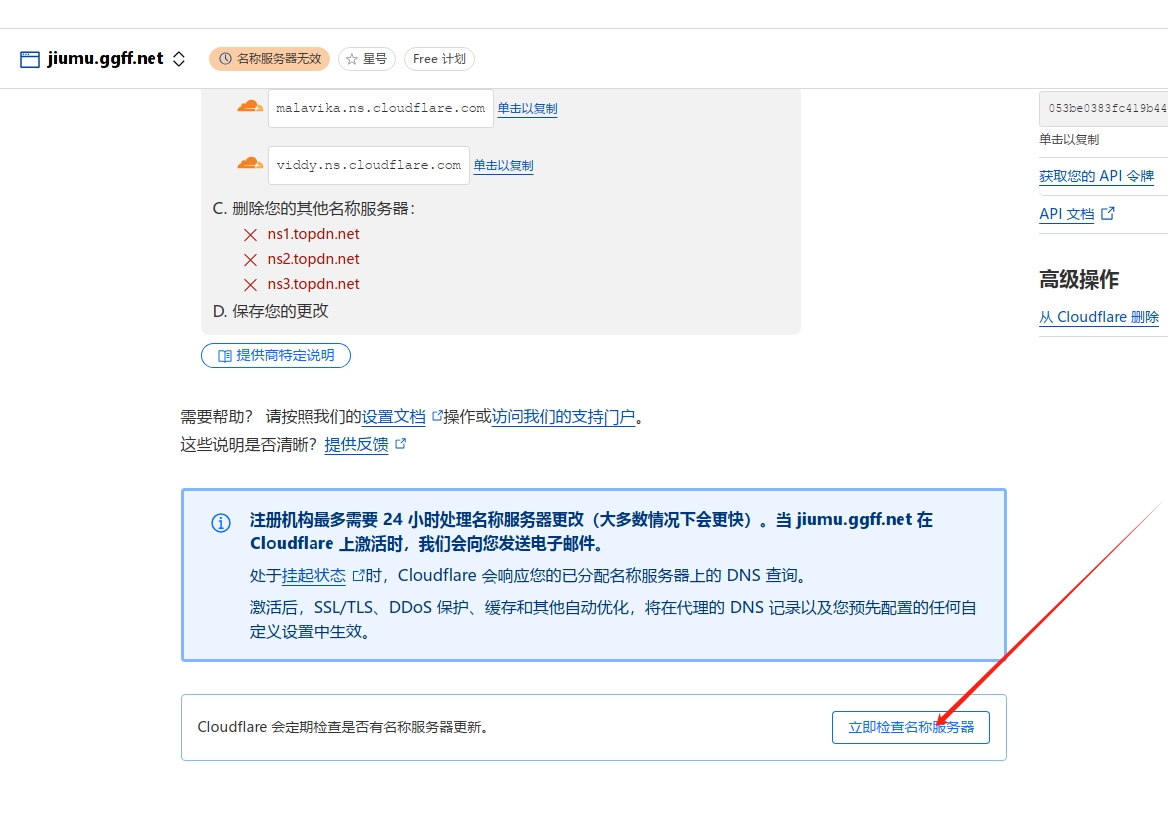 jiumu.ggff.net
名称服务器无效
星号
Free 计划
malavika.ns.cloudflare.com 单击以复制
viddy.ns.cloudflare.com 单击以复制
C. 删除您的其他名称服务器:
ns1.topdn.net
ns2.topdn.net
ns3.topdn.net
D. 保存您的更改
提供商特定说明
需要帮助? 请按照我们的设置文档操作或访问我们的支持门户。
这些说明是否清晰? 提供反馈
注册机构最多需要 24 小时处理名称服务器更改（大多数情况下会更快）。当 jiumu.ggff.net 在
Cloudflare 上激活时，我们会向您发送电子邮件。
处于挂起状态时，Cloudflare 会响应您的已分配名称服务器上的 DNS 查询。
激活后，SSL/TLS、DDoS 保护、缓存和其他自动优化，将在代理的 DNS 记录以及您预先配置的任何自
定义设置中生效。
Cloudflare 会定期检查是否有名称服务器更新。
立即检查名称服务器
053be0383fc419b44
单击以复制
获取您的 API 令牌
API 文档
高级操作
从 Cloudflare 删除